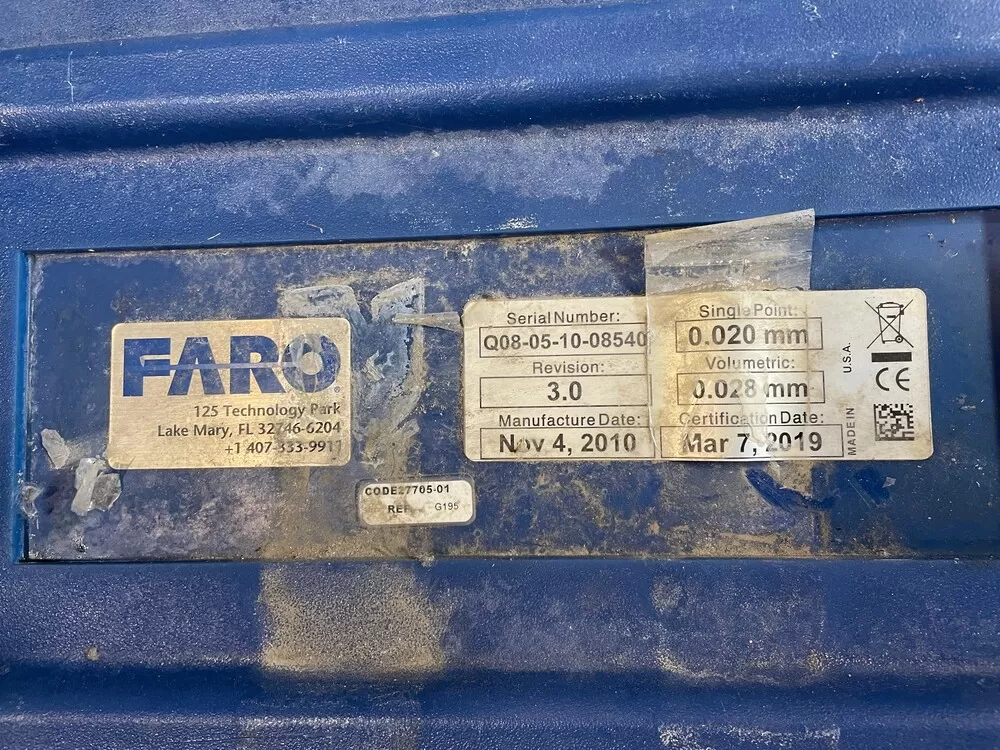 FARO
125 Technology Park
Lake Mary, FL 32746-6204
+1 407-333-9911
Serial Number:
Q08-05-10-08540
Revision:
3.0
Manufacture Date:
Nov 4, 2010
Single Point:
0.020 mm
Volumetric:
0.028 mm
Certification Date:
Mar 7, 2019
MADE IN U.S.A.
CE
CODE27705-01
G195